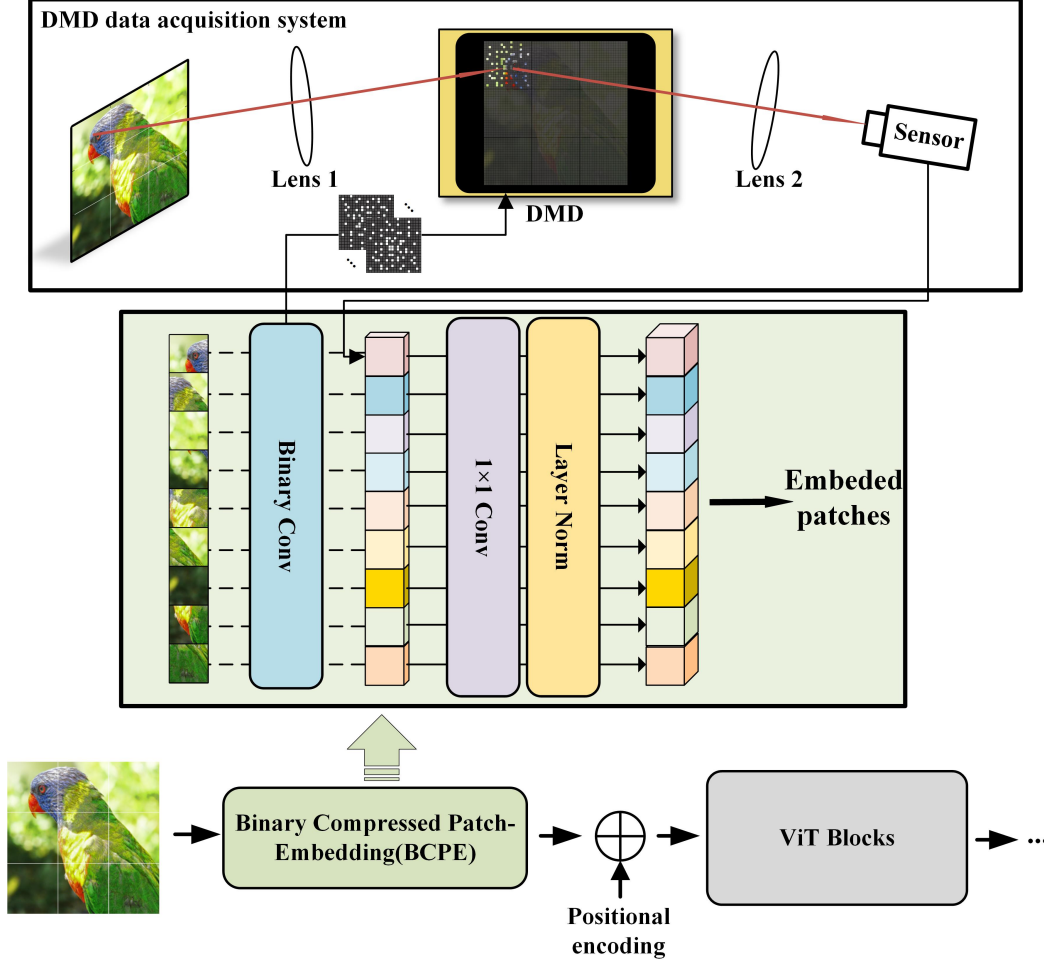 DMD data acquisition system
Lens 1
DMD
Lens 2
Sensor
Binary Conv
1×1 Conv
Layer Norm
Embeded
patches
Binary Compressed Patch-
Embedding(BCPE)
Positional
encoding
ViT Blocks
...